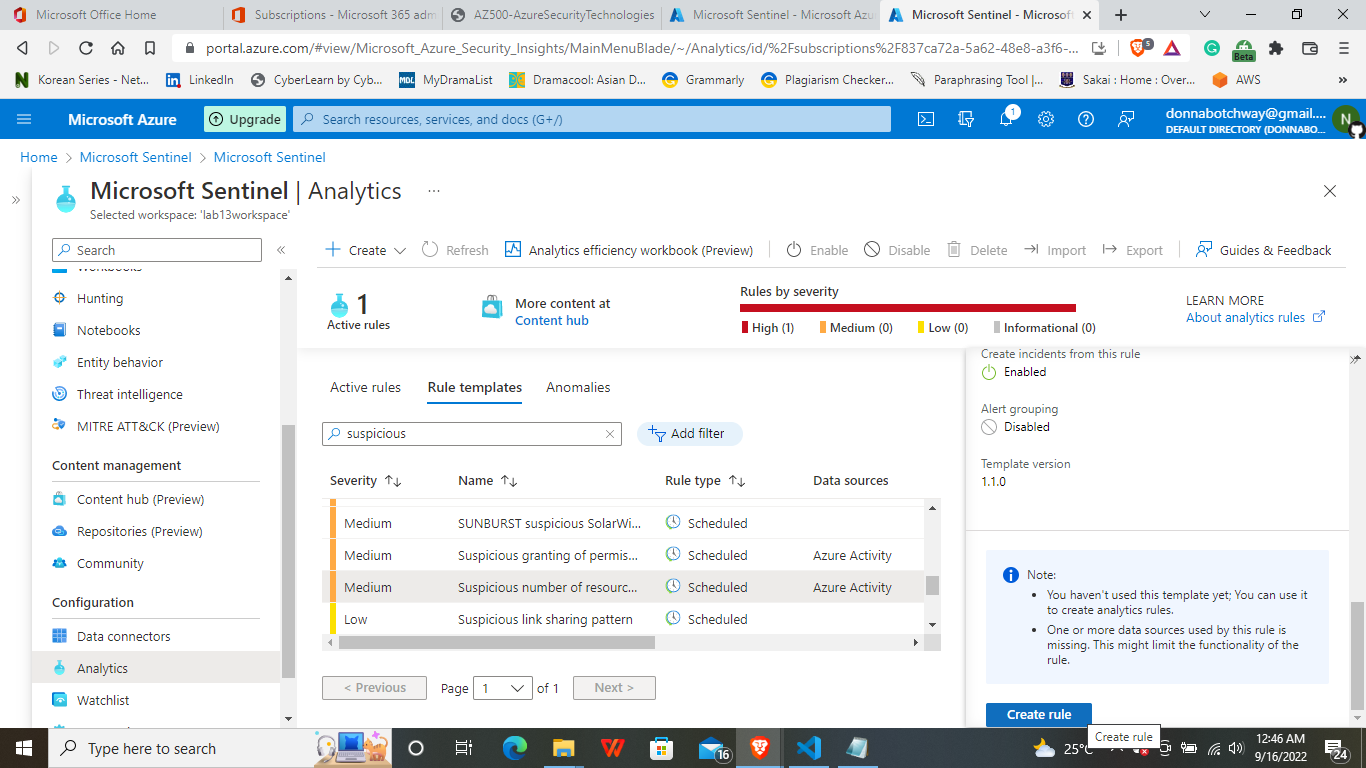 Microsoft Office Home
Subscriptions - Microsoft 365 adm
AZ500-AzureSecurityTechnologies
Microsoft Sentinel - Microsoft Azu
Microsoft Sentinel - Microsoft
portal.azure.com/#view/Microsoft_Azure_Security_Insights/MainMenuBlade/~/Analytics/id/%2Fsubscriptions%2F837ca72a-5a62-48e8-a3f6-...
5
Beta
Korean Series - Net...
LinkedIn
CyberLearn by Cyb...
MDL
MyDramaList
Dramacool: Asian D...
Grammarly
Plagiarism Checker...
Paraphrasing Tool |...
Sakai : Home : Over...
AWS
Microsoft Azure
Upgrade
Search resources, services, and docs (G+/)
1
donnabotchway@gmail....
DEFAULT DIRECTORY (DONNABO...
N
Home > Microsoft Sentinel > Microsoft Sentinel
Microsoft Sentinel | Analytics ...
Selected workspace: 'lab13workspace'
Search
Workbooks
Hunting
Notebooks
Entity behavior
Threat intelligence
MITRE ATT&CK (Preview)
Content management
Content hub (Preview)
Repositories (Preview)
Community
Configuration
Data connectors
Analytics
Watchlist
Create
Refresh
Analytics efficiency workbook (Preview)
Enable
Disable
Delete
Import
Export
Guides & Feedback
1
Active rules
More content at
Content hub
Rules by severity
High (1)
Medium (0)
Low (0)
Informational (0)
LEARN MORE
About analytics rules
Active rules
Rule templates
Anomalies
suspicious
Add filter
Severity Name Rule type Data sources
Medium SUNBURST suspicious SolarWi... Scheduled
Medium Suspicious granting of permis... Scheduled Azure Activity
Medium Suspicious number of resourc... Scheduled Azure Activity
Low Suspicious link sharing pattern Scheduled
< Previous
Page 1 of 1
Next >
Create incidents from this rule
Enabled
Alert grouping
Disabled
Template version
1.1.0
Note:
• You haven't used this template yet; You can use it
to create analytics rules.
• One or more data sources used by this rule is
missing. This might limit the functionality of the
rule.
Create rule
Create rule
Type here to search
16
25°C
12:46 AM
9/16/2022
24